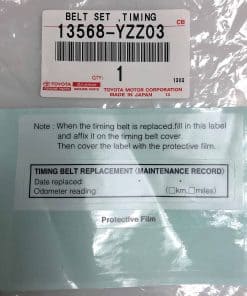 BELT SET ,TIMING
CB
13568-YZZ03
TOYOTA
QTY:
1
TOYOTA MOTOR CORPORATION
MADE IN JAPAN
Note : When the timing belt is replaced,fill in this label
and affix it on the timing belt cover.
Then cover the label with the protective film.
TIMING BELT REPLACEMENT (MAINTENANCE RECORD)
Date replaced:
Odometer reading (□km.□miles)
Protective Film